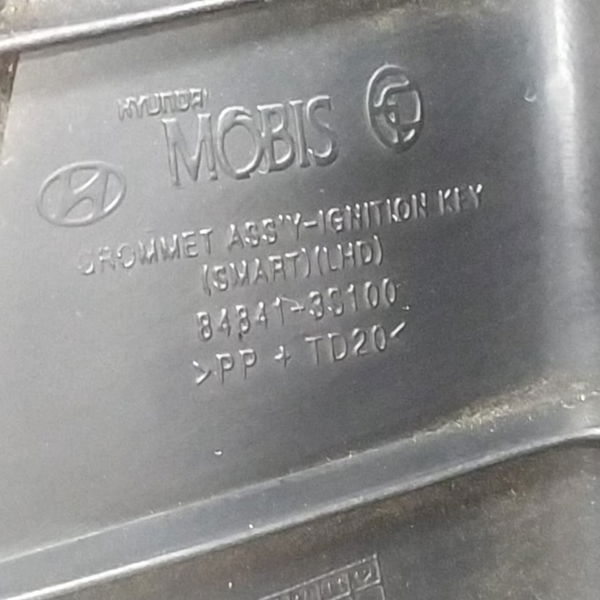 HYUNDAI
MOBIS
GROMMET ASS'Y-IGNITION KEY
(SMART)(LHD)
84841-3S100
>PP + TD20<